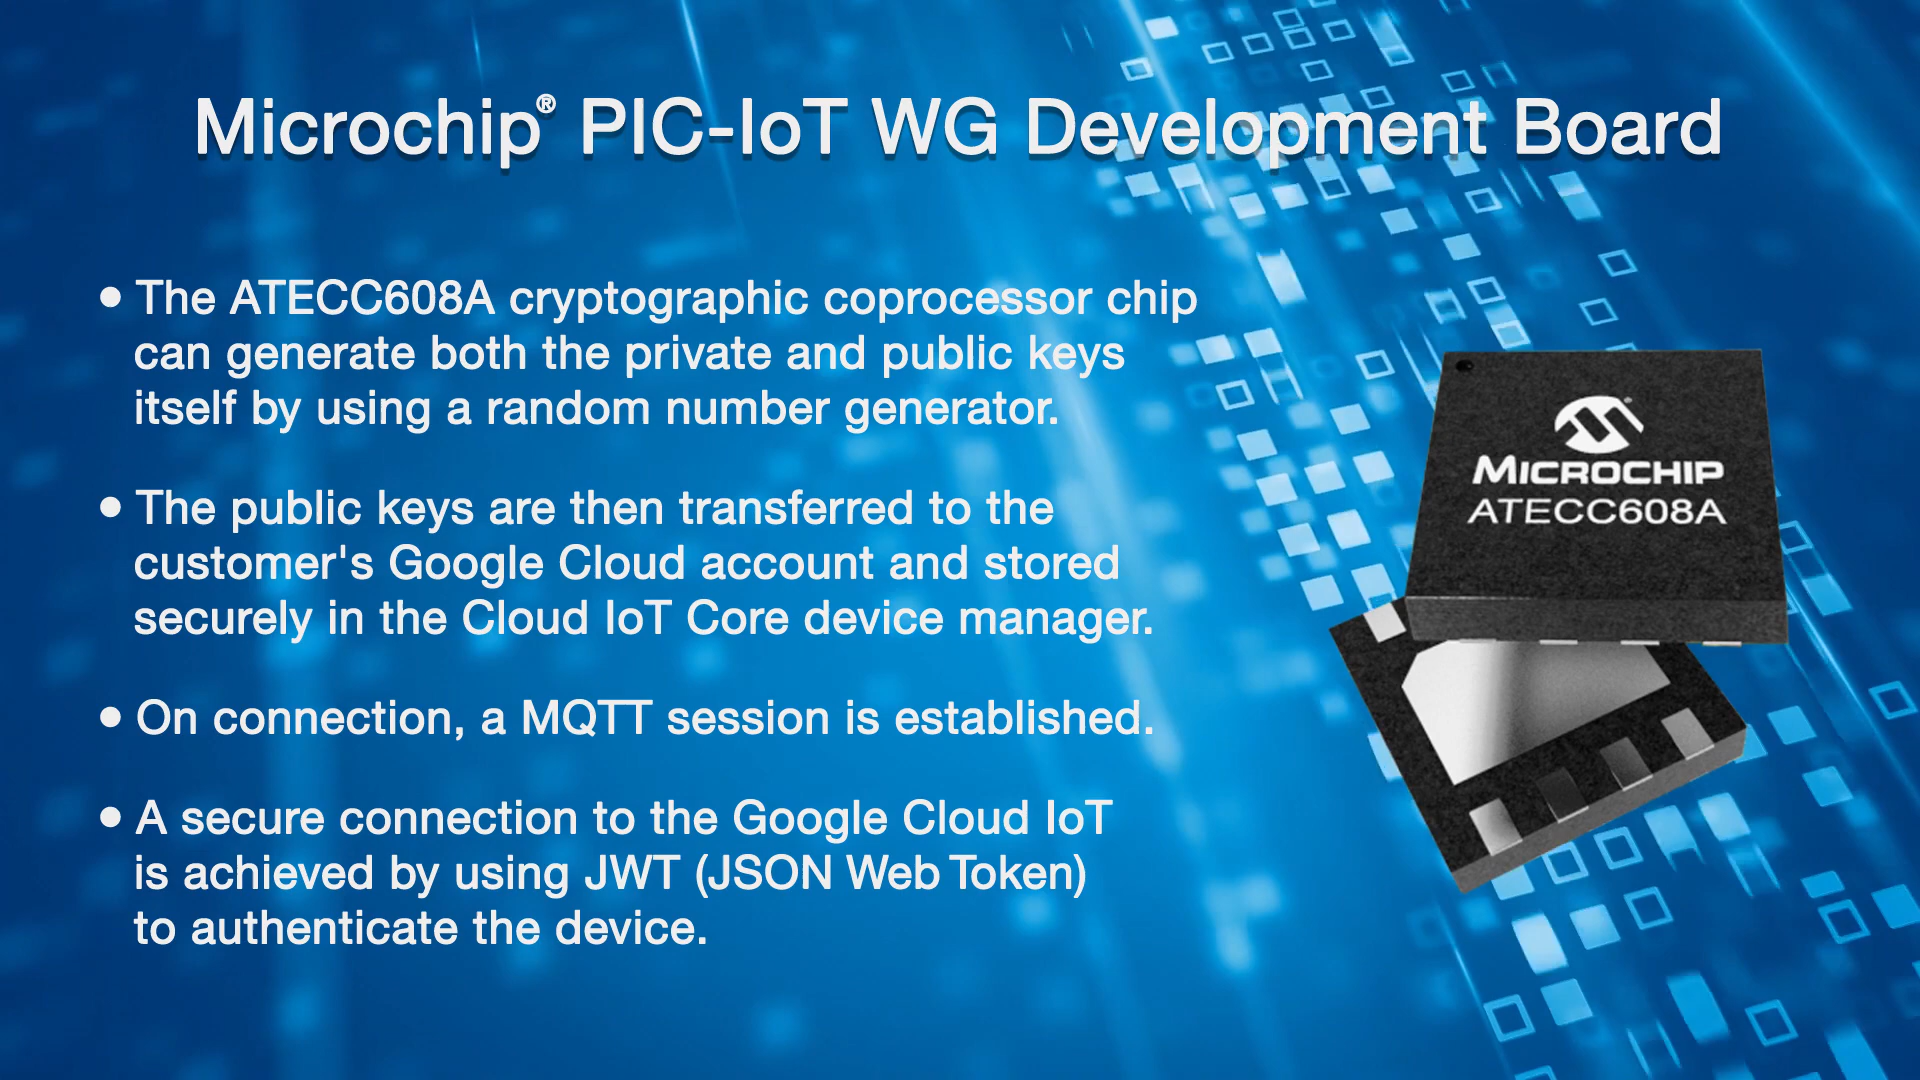 Microchip® PIC-IoT WG Development Board
• The ATECC608A cryptographic coprocessor chip
can generate both the private and public keys
itself by using a random number generator.
• The public keys are then transferred to the
customer's Google Cloud account and stored
securely in the Cloud IoT Core device manager.
• On connection, a MQTT session is established.
• A secure connection to the Google Cloud IoT
is achieved by using JWT (JSON Web Token)
to authenticate the device.
MICROCHIP
ATECC608A